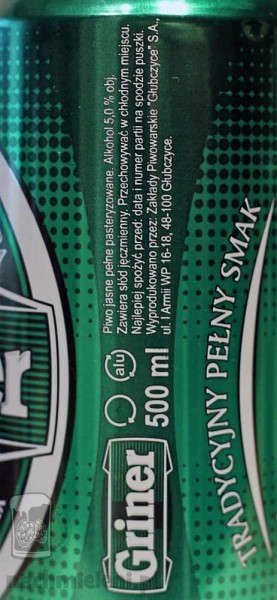 Piwo jasne pełne pasteryzowane. Alkohol 5,0 % obj.
Zawiera słód jęczmienny. Przechowywać w chłodnym miejscu.
Najlepiej spożyć przed: data i numer partii na spodzie puszki.
Wyprodukowano przez: Zakłady Piwowarskie "Głubczyce" S.A.,
ul. I Armii WP 16-18, 48-100 Głubczyce.
alu
500 ml
Griner
TRADYCYJNY PEŁNY SMAK
er